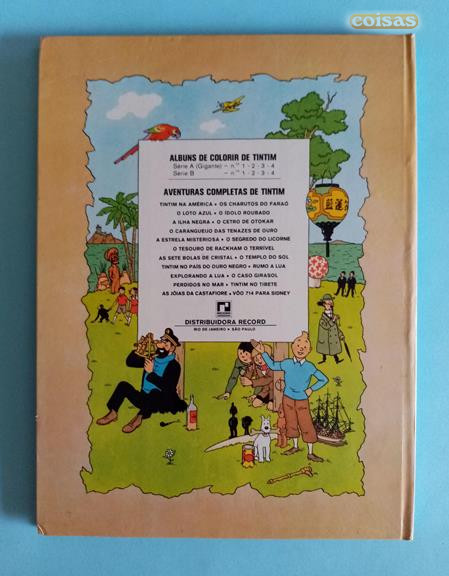 coisas
ALBUNS DE COLORIR DE TINTIM
Série A (Gigante) — nºs 1 - 2 - 3 - 4
Série B — nºs 1 - 2 - 3 - 4
AVENTURAS COMPLETAS DE TINTIM
TINTIM NA AMÉRICA • OS CHARUTOS DO FARAÓ
O LOTO AZUL • O IDOLO ROUBADO
A ILHA NEGRA • O CETRO DE OTOKAR
O CARANGUEIJO DAS TENAZES DE OURO
A ESTRELA MISTERIOSA • O SEGREDO DO LICORNE
O TESOURO DE RACKHAM O TERRÍVEL
AS SETE BOLAS DE CRISTAL • O TEMPLO DO SOL
TINTIM NO PAÍS DO OURO NEGRO • RUMO A LUA
EXPLORANDO A LUA • O CASO GIRASOL
PERDIDOS NO MAR • TINTIM NO TIBETE
AS JÓIAS DA CASTAFIORE • VÔO 714 PARA SIDNEY
DISTRIBUIDORA RECORD
RIO DE JANEIRO • SÃO PAULO